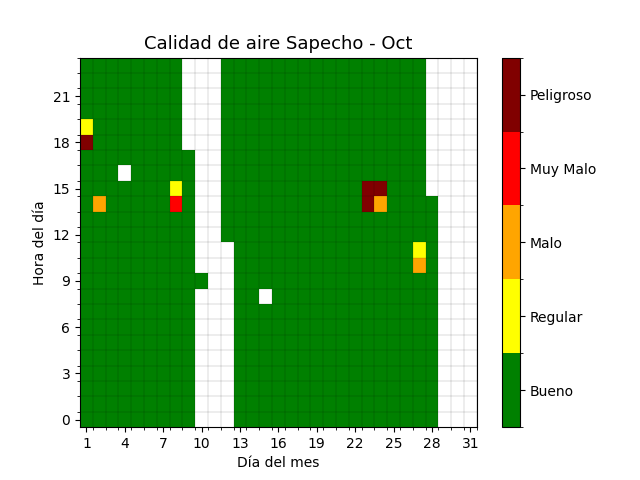 Calidad de aire Sapecho - Oct
Hora del día
21
18
15
12
9
6
3
0
1 4 7 10 13 16 19 22 25 28 31
Día del mes
Peligroso
Muy Malo
Malo
Regular
Bueno